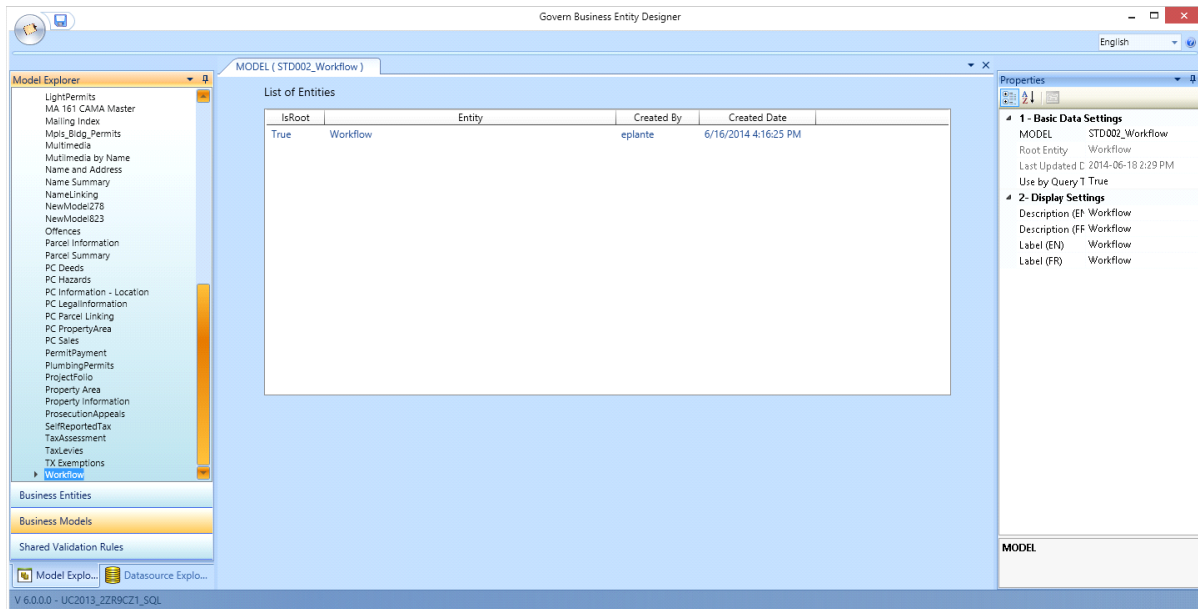 Govern Business Entity Designer
English
Model Explorer
LightPermits
MA 161 CAMA Master
Mailing Index
Mpls_Bldg_Permits
Multimedia
Mutilmedia by Name
Name and Address
Name Summary
NameLinking
NewModel278
NewModel823
Offences
Parcel Information
Parcel Summary
PC Deeds
PC Hazards
PC Information - Location
PC LegalInformation
PC Parcel Linking
PC PropertyArea
PC Sales
PermitPayment
PlumbingPermits
ProjectFolio
Property Area
Property Information
ProsecutionAppeals
SelfReportedTax
TaxAssessment
TaxLevies
TX Exemptions
Workflow
Business Entities
Business Models
Shared Validation Rules
Model Explo... Datasource Explo...
MODEL ( STD002_Workflow )
List of Entities
IsRoot Entity Created By Created Date
True Workflow eplante 6/16/2014 4:16:25 PM
Properties
1 - Basic Data Settings
MODEL STD002_Workflow
Root Entity Workflow
Last Updated D 2014-06-18 2:29 PM
Use by Query T True
2- Display Settings
Description (EN Workflow
Description (FR Workflow
Label (EN) Workflow
Label (FR) Workflow
MODEL
V 6.0.0.0 - UC2013_2ZR9CZ1_SQL